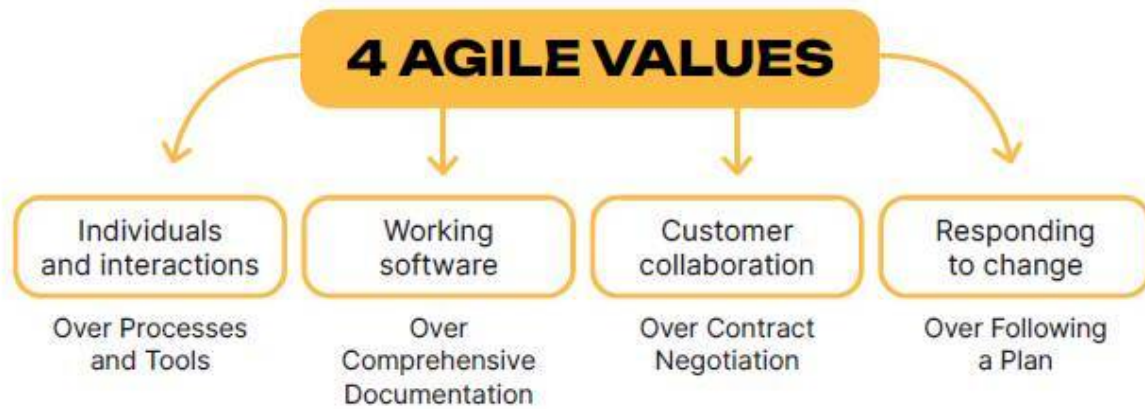 4 AGILE VALUES
Individuals
and interactions
Over Processes
and Tools
Working
software
Over
Comprehensive
Documentation
Customer
collaboration
Over Contract
Negotiation
Responding
to change
Over Following
a Plan